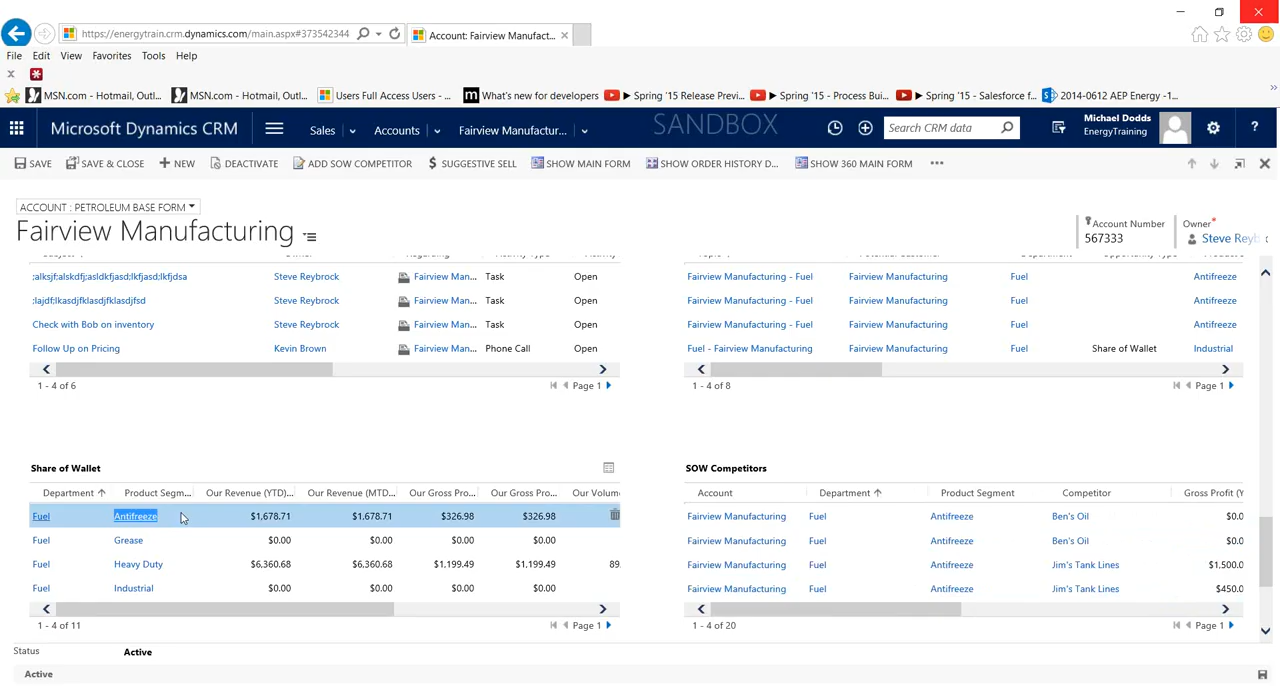 https://energytrain.crm.dynamics.com/main.aspx#373542344
Account: Fairview Manufact...
File Edit View Favorites Tools Help
x
MSN.com - Hotmail, Outl... MSN.com - Hotmail, Outl... Users Full Access Users - ... What's new for developers ▶ Spring '15 Release Previ... ▶ Spring '15 - Process Bui... ▶ Spring '15 - Salesforce f... 2014-0612 AEP Energy -1...
Microsoft Dynamics CRM Sales Accounts Fairview Manufactur... SANDBOX Search CRM data Michael Dodds
EnergyTraining
?
SAVE SAVE & CLOSE + NEW DEACTIVATE ADD SOW COMPETITOR $ SUGGESTIVE SELL SHOW MAIN FORM SHOW ORDER HISTORY D... SHOW 360 MAIN FORM •••
ACCOUNT : PETROLEUM BASE FORM
Fairview Manufacturing
Account Number Owner*
567333 Steve Reyb
;alksjf;alskdfj;asldkfjasd;lkfjasd;lkfjdsa Steve Reybrock Fairview Man... Task Open
;lajdf;lkasdjfklasdjfklasdjfsd Steve Reybrock Fairview Man... Task Open
Check with Bob on inventory Steve Reybrock Fairview Man... Task Open
Follow Up on Pricing Kevin Brown Fairview Man... Phone Call Open
1 - 4 of 6 Page 1
Fairview Manufacturing - Fuel Fairview Manufacturing Fuel Antifreeze
Fairview Manufacturing - Fuel Fairview Manufacturing Fuel Antifreeze
Fairview Manufacturing - Fuel Fairview Manufacturing Fuel Antifreeze
Fuel - Fairview Manufacturing Fairview Manufacturing Fuel Share of Wallet Industrial
1 - 4 of 8 Page 1
Share of Wallet
Department ↑ Product Segm... Our Revenue (YTD)... Our Revenue (MTD... Our Gross Pro... Our Gross Pro... Our Volum
Fuel Antifreeze $1,678.71 $1,678.71 $326.98 $326.98
Fuel Grease $0.00 $0.00 $0.00 $0.00
Fuel Heavy Duty $6,360.68 $6,360.68 $1,199.49 $1,199.49 89.
Fuel Industrial $0.00 $0.00 $0.00 $0.00
1 - 4 of 11 Page 1
SOW Competitors
Account Department ↑ Product Segment Competitor Gross Profit (Y
Fairview Manufacturing Fuel Antifreeze Ben's Oil $0.0
Fairview Manufacturing Fuel Antifreeze Ben's Oil $0.0
Fairview Manufacturing Fuel Antifreeze Jim's Tank Lines $1,500.0
Fairview Manufacturing Fuel Antifreeze Jim's Tank Lines $450.0
1 - 4 of 20 Page 1
Status Active
Active